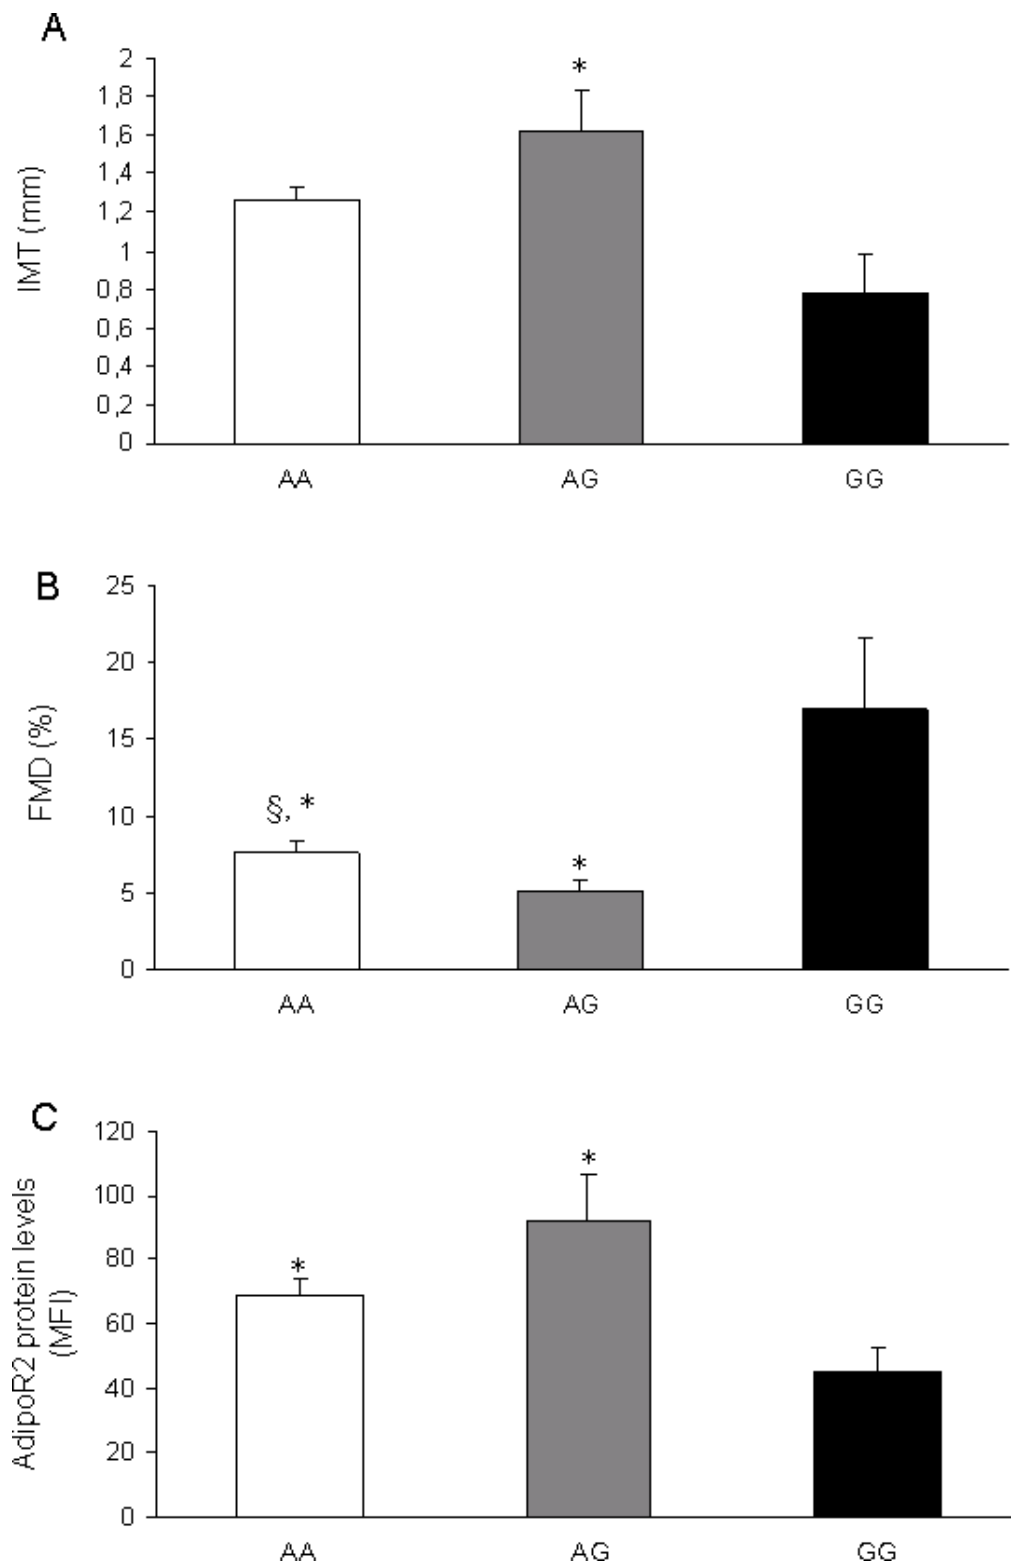 A
IMT (mm)
2
1,8
1,6
1,4
1,2
1
0,8
0,6
0,4
0,2
0
*
AA AG GG
B
FMD (%)
25
20
15
10
5
0
§, *
*
AA AG GG
C
AdipoR2 protein levels
(MFI)
120
100
80
60
40
20
0
*
*
AA AG GG